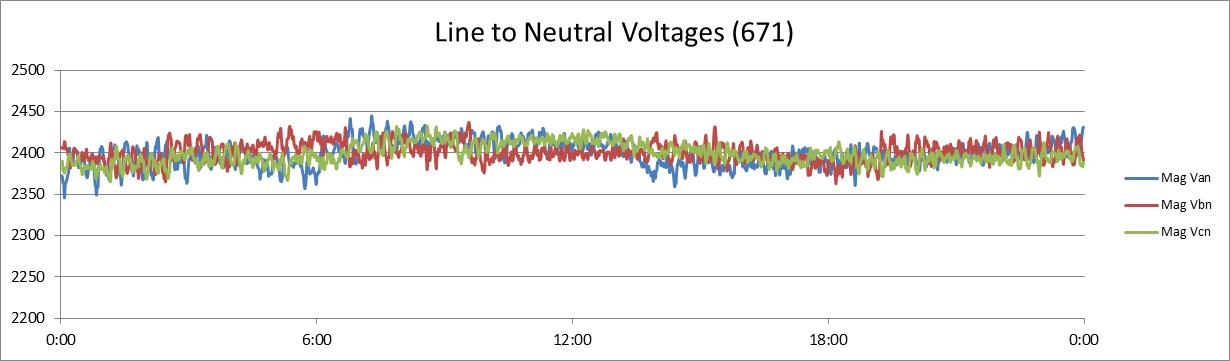 Line to Neutral Voltages (671)
2500
2450
2400
2350
2300
2250
2200
0:00 6:00 12:00 18:00 0:00
Mag Van
Mag Vbn
Mag Vcn